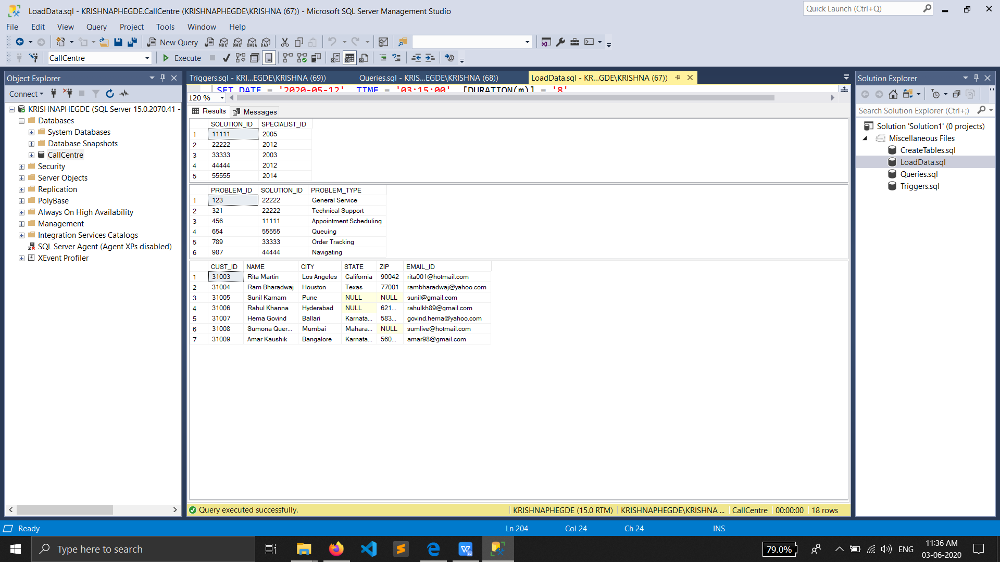 LoadData.sql - KRISHNAPHEGDE.CallCentre (KRISHNAPHEGDE\KRISHNA (67)) - Microsoft SQL Server Management Studio
Quick Launch (Ctrl+Q)
File Edit View Query Project Tools Window Help
New Query MDX DMX XMLA DAX
CallCentre Execute
Object Explorer
Connect
KRISHNAPHEGDE (SQL Server 15.0.2070.41 -
Databases
System Databases
Database Snapshots
CallCentre
Security
Server Objects
Replication
PolyBase
Always On High Availability
Management
Integration Services Catalogs
SQL Server Agent (Agent XPs disabled)
XEvent Profiler
Triggers.sql - KRI...EGDE\KRISHNA (69)) Queries.sql - KRIS...EGDE\KRISHNA (68)) LoadData.sql - KR...GDE\KRISHNA (67))
SET DATE = '2020-05-12', TIME = '03:15:00', [DURATION(m)] = '8'
120 %
Results Messages
SOLUTION_ID SPECIALIST_ID
1 11111 2005
2 22222 2012
3 33333 2003
4 44444 2012
5 55555 2014
PROBLEM_ID SOLUTION_ID PROBLEM_TYPE
1 123 22222 General Service
2 321 22222 Technical Support
3 456 11111 Appointment Scheduling
4 654 55555 Queuing
5 789 33333 Order Tracking
6 987 44444 Navigating
CUST_ID NAME CITY STATE ZIP EMAIL_ID
1 31003 Rita Martin Los Angeles California 90042 rita001@hotmail.com
2 31004 Ram Bharadwaj Houston Texas 77001 rambharadwaj@yahoo.com
3 31005 Sunil Karnam Pune NULL NULL sunil@gmail.com
4 31006 Rahul Khanna Hyderabad NULL 621... rahulkh89@gmail.com
5 31007 Hema Govind Ballari Karnata... 583... govind.hema@yahoo.com
6 31008 Sumona Quer... Mumbai Mahara... NULL sumlive@hotmail.com
7 31009 Amar Kaushik Bangalore Karnata... 560... amar98@gmail.com
Query executed successfully. KRISHNAPHEGDE (15.0 RTM) KRISHNAPHEGDE\KRISHNA ... CallCentre 00:00:00 18 rows
Solution Explorer
Search Solution Explorer (Ctrl+;)
Solution 'Solution1' (0 projects)
Miscellaneous Files
CreateTables.sql
LoadData.sql
Queries.sql
Triggers.sql
Ready Ln 204 Col 24 Ch 24 INS
Type here to search
79.0%
ENG
11:36 AM
03-06-2020